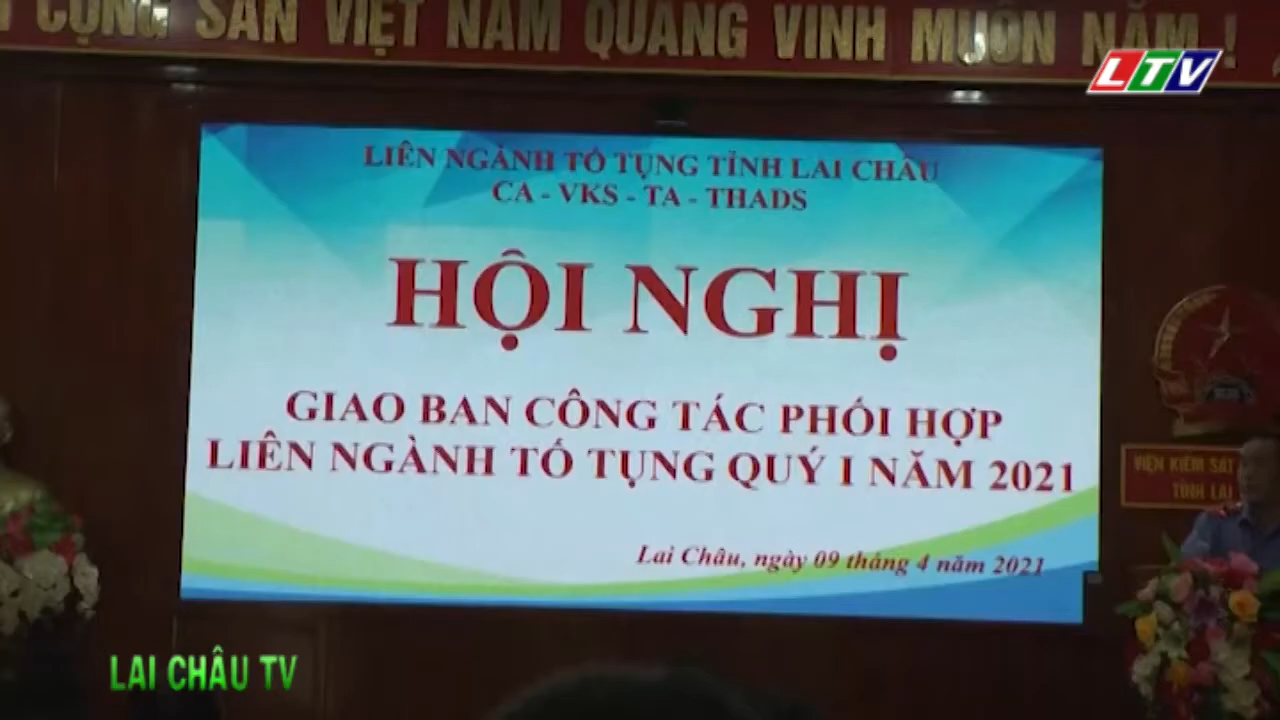 CỘNG SẢN VIỆT NAM QUANG VINH MUÔN NĂM !
LTV
LIÊN NGÀNH TỐ TỤNG TỈNH LAI CHÂU
CA - VKS - TA - THADS
HỘI NGHỊ
GIAO BAN CÔNG TÁC PHỐI HỢP
LIÊN NGÀNH TỐ TỤNG QUÝ I NĂM 2021
Lai Châu, ngày 09 tháng 4 năm 2021
VIỆN KIỂM SÁT
TỈNH LAI
LAI CHÂU TV